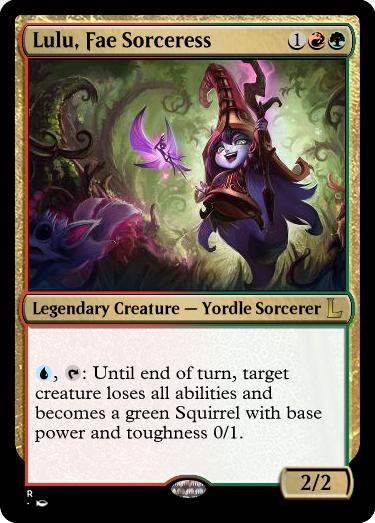 Lulu, Fae Sorceress 1
Legendary Creature — Yordle Sorcerer L
, : Until end of turn, target
creature loses all abilities and
becomes a green Squirrel with base
power and toughness 0/1.
2/2
R